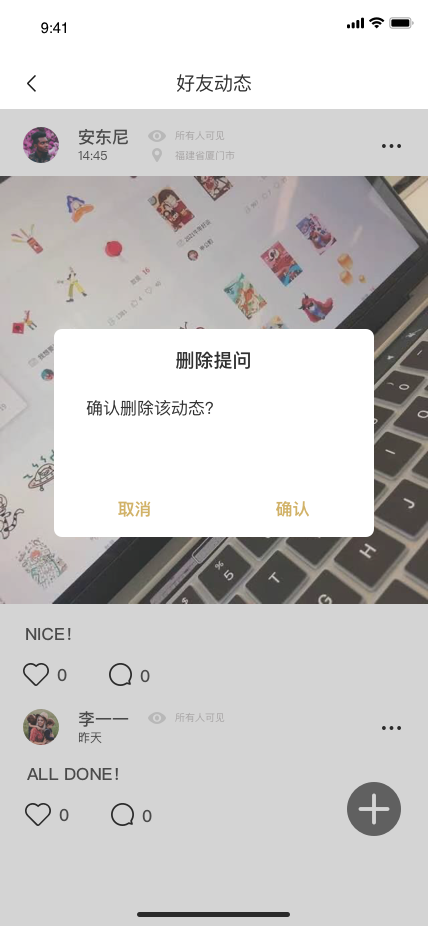 9:41
好友动态
安东尼
所有人可见
14:45
福建省厦门市
删除提问
确认删除该动态?
取消
确认
5
T
H
J
NICE!
0
0
李一一
所有人可见
昨天
ALL DONE!
0
0